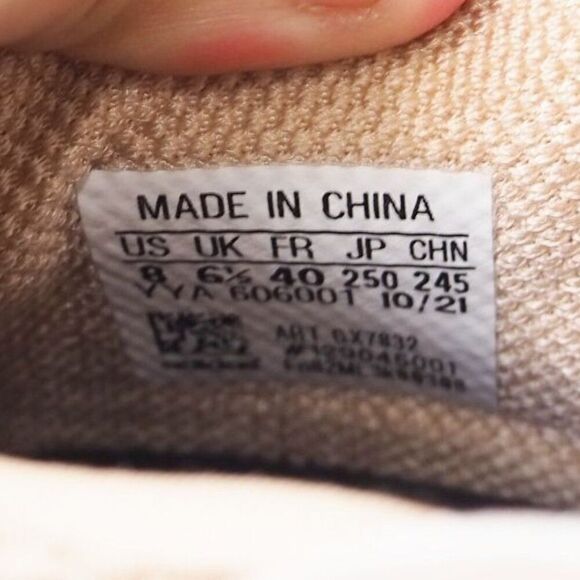 MADE IN CHINA
US UK FR JP CHN
8 6½ 40 250 245
YYA 606001 10/21
ART GX7832
#129046001